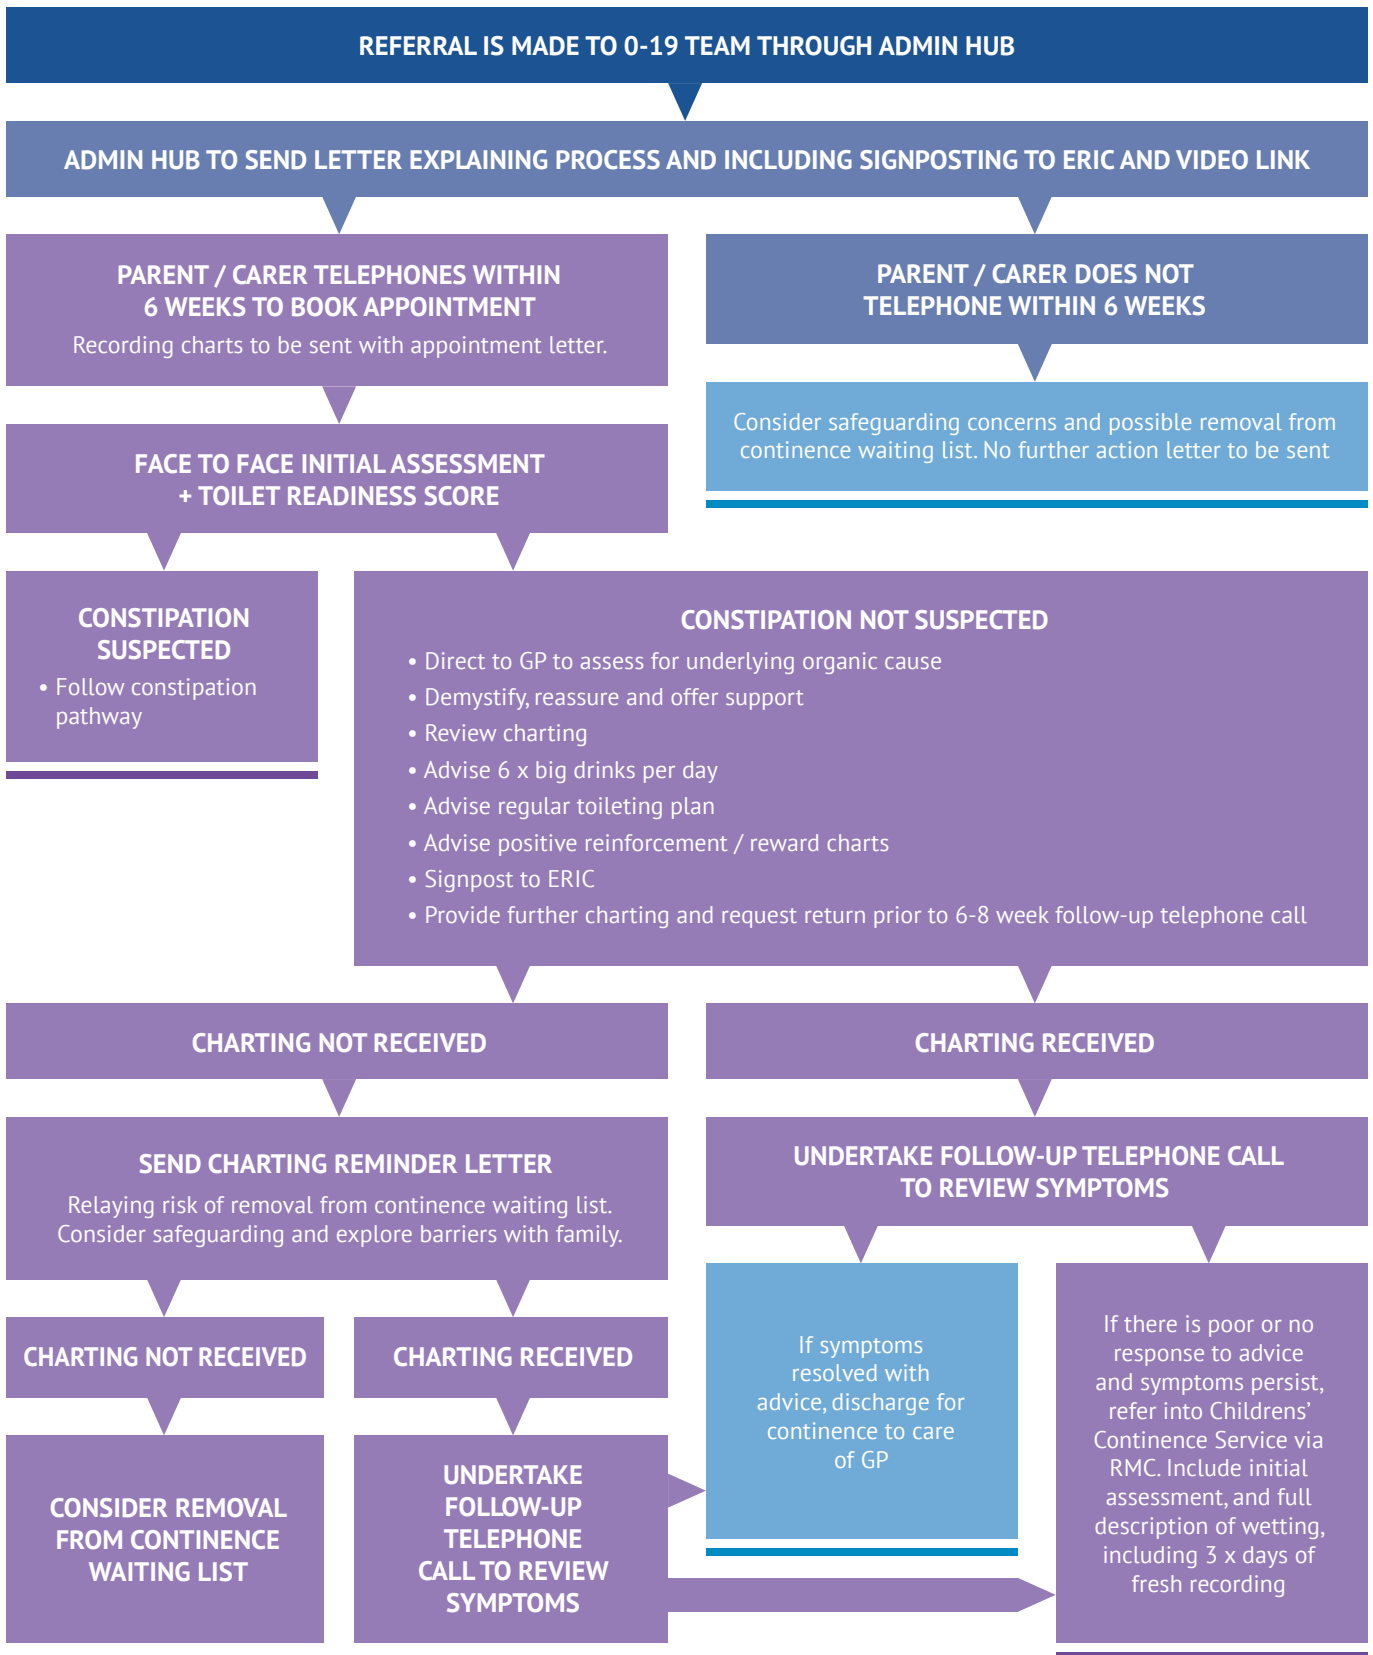 REFERRAL IS MADE TO 0-19 TEAM THROUGH ADMIN HUB
ADMIN HUB TO SEND LETTER EXPLAINING PROCESS AND INCLUDING SIGNPOSTING TO ERIC AND VIDEO LINK
PARENT / CARER TELEPHONES WITHIN
6 WEEKS TO BOOK APPOINTMENT
Recording charts to be sent with appointment letter.
PARENT / CARER DOES NOT
TELEPHONE WITHIN 6 WEEKS
Consider safeguarding concerns and possible removal from
continence waiting list. No further action letter to be sent
FACE TO FACE INITIAL ASSESSMENT
+ TOILET READINESS SCORE
CONSTIPATION
SUSPECTED
• Follow constipation
pathway
CONSTIPATION NOT SUSPECTED
• Direct to GP to assess for underlying organic cause
• Demystify, reassure and offer support
• Review charting
• Advise 6 x big drinks per day
• Advise regular toileting plan
• Advise positive reinforcement / reward charts
• Signpost to ERIC
• Provide further charting and request return prior to 6-8 week follow-up telephone call
CHARTING NOT RECEIVED
CHARTING RECEIVED
SEND CHARTING REMINDER LETTER
Relaying risk of removal from continence waiting list.
Consider safeguarding and explore barriers with family.
UNDERTAKE FOLLOW-UP TELEPHONE CALL
TO REVIEW SYMPTOMS
CHARTING NOT RECEIVED
CHARTING RECEIVED
CONSIDER REMOVAL
FROM CONTINENCE
WAITING LIST
UNDERTAKE
FOLLOW-UP
TELEPHONE
CALL TO REVIEW
SYMPTOMS
If symptoms
resolved with
advice, discharge for
continence to care
of GP
If there is poor or no
response to advice
and symptoms persist,
refer into Childrens’
Continence Service via
RMC. Include initial
assessment, and full
description of wetting,
including 3 x days of
fresh recording